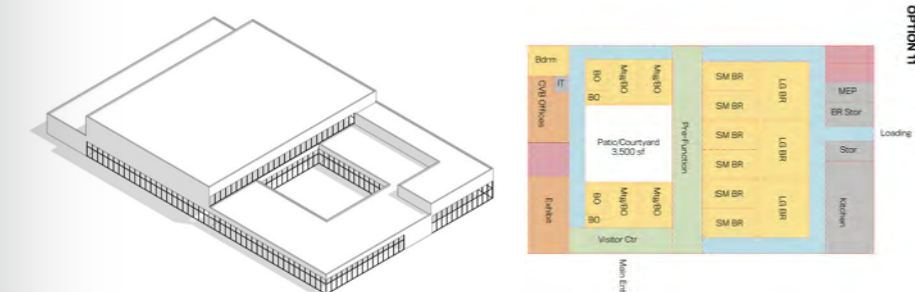 OPTION 11
Bdrm
IT
CVB Offices
Exhibit
BO
Mtg/BO
Mtg/BO
BO
Patio/Courtyard
3,500 sf
BO
Mtg/BO
Mtg/BO
BO
Visitor Ctr
Pre-Function
SM BR
SM BR
SM BR
SM BR
SM BR
SM BR
LG BR
LG BR
LG BR
MEP
BR Stor
Stor
Kitchen
Loading
Main Ent